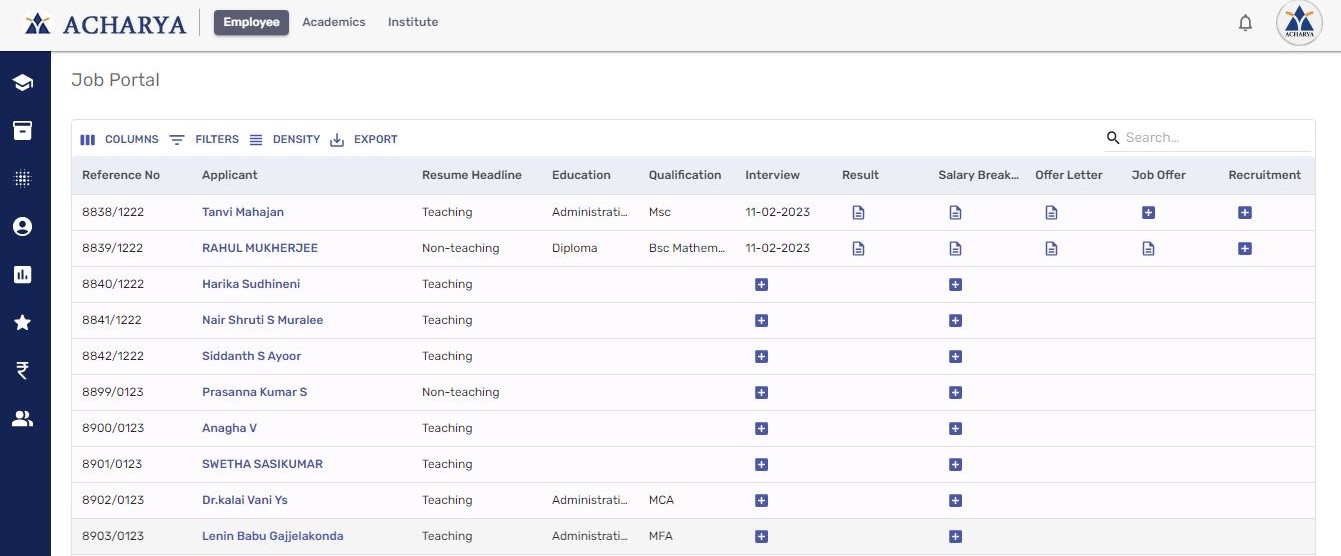 ACHARYA Employee Academics Institute
ACHARYA
Job Portal
COLUMNS FILTERS DENSITY EXPORT Search...
Reference No Applicant Resume Headline Education Qualification Interview Result Salary Break... Offer Letter Job Offer Recruitment
8838/1222 Tanvi Mahajan Teaching Administrati... Msc 11-02-2023
8839/1222 RAHUL MUKHERJEE Non-teaching Diploma Bsc Mathem... 11-02-2023
8840/1222 Harika Sudhineni Teaching
8841/1222 Nair Shruti S Muralee Teaching
8842/1222 Siddanth S Ayoor Teaching
8899/0123 Prasanna Kumar S Non-teaching
8900/0123 Anagha V Teaching
8901/0123 SWETHA SASIKUMAR Teaching
8902/0123 Dr.kalai Vani Ys Teaching Administrati... MCA
8903/0123 Lenin Babu Gajjelakonda Teaching Administrati... MFA